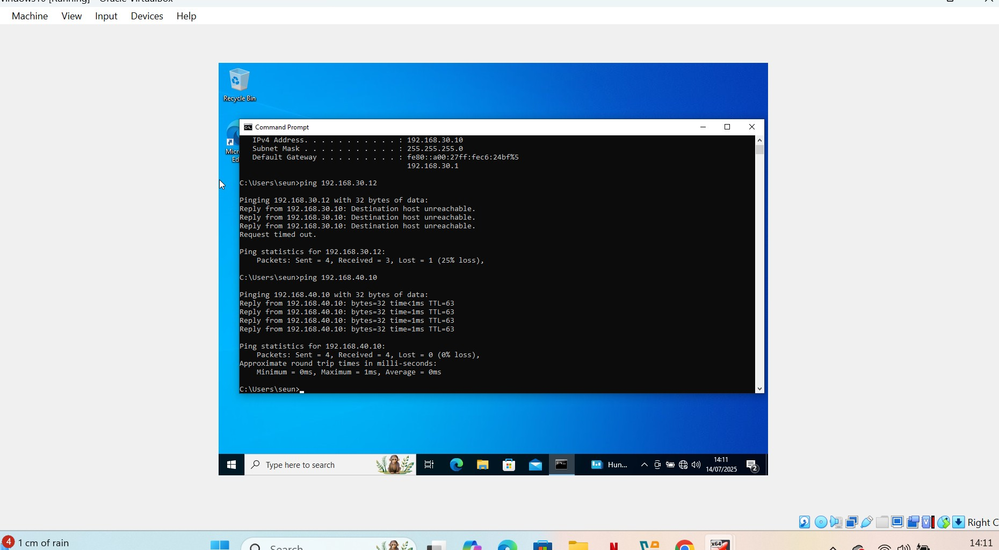 Machine View Input Devices Help
Recycle Bin
Command Prompt
IPv4 Address. . . . . . . . . . . : 192.168.30.10
Subnet Mask . . . . . . . . . . . : 255.255.255.0
Default Gateway . . . . . . . . . : fe80::a00:27ff:fec6:24bf%5
192.168.30.1
C:\Users\seun>ping 192.168.30.12
Pinging 192.168.30.12 with 32 bytes of data:
Reply from 192.168.30.10: Destination host unreachable.
Reply from 192.168.30.10: Destination host unreachable.
Reply from 192.168.30.10: Destination host unreachable.
Request timed out.
Ping statistics for 192.168.30.12:
Packets: Sent = 4, Received = 3, Lost = 1 (25% loss),
C:\Users\seun>ping 192.168.40.10
Pinging 192.168.40.10 with 32 bytes of data:
Reply from 192.168.40.10: bytes=32 time<1ms TTL=63
Reply from 192.168.40.10: bytes=32 time=1ms TTL=63
Reply from 192.168.40.10: bytes=32 time=1ms TTL=63
Reply from 192.168.40.10: bytes=32 time=1ms TTL=63
Ping statistics for 192.168.40.10:
Packets: Sent = 4, Received = 4, Lost = 0 (0% loss),
Approximate round trip times in milli-seconds:
Minimum = 0ms, Maximum = 1ms, Average = 0ms
C:\Users\seun>
Micr
Ed
Type here to search
Hun...
14:11
14/07/2025
2
Right C
4
1 cm of rain
Search
x64
14:11